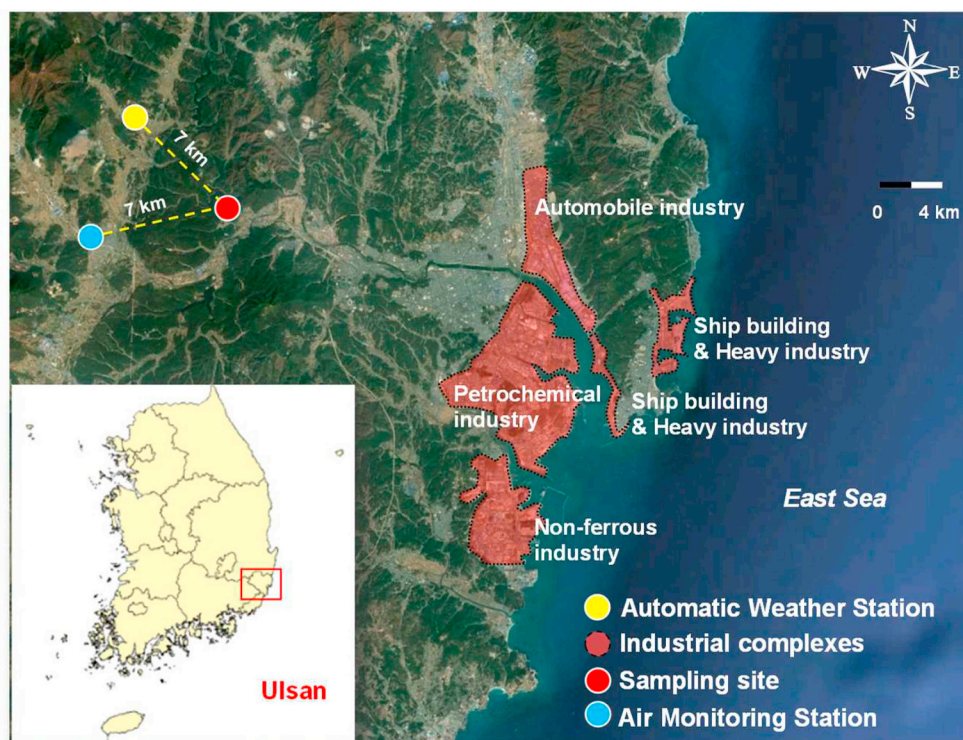 N
W E
S
7 km
7 km
0 4 km
Automobile industry
Ship building
& Heavy industry
Petrochemical
industry
Ship building
& Heavy industry
East Sea
Non-ferrous
industry
Ulsan
Automatic Weather Station
Industrial complexes
Sampling site
Air Monitoring Station